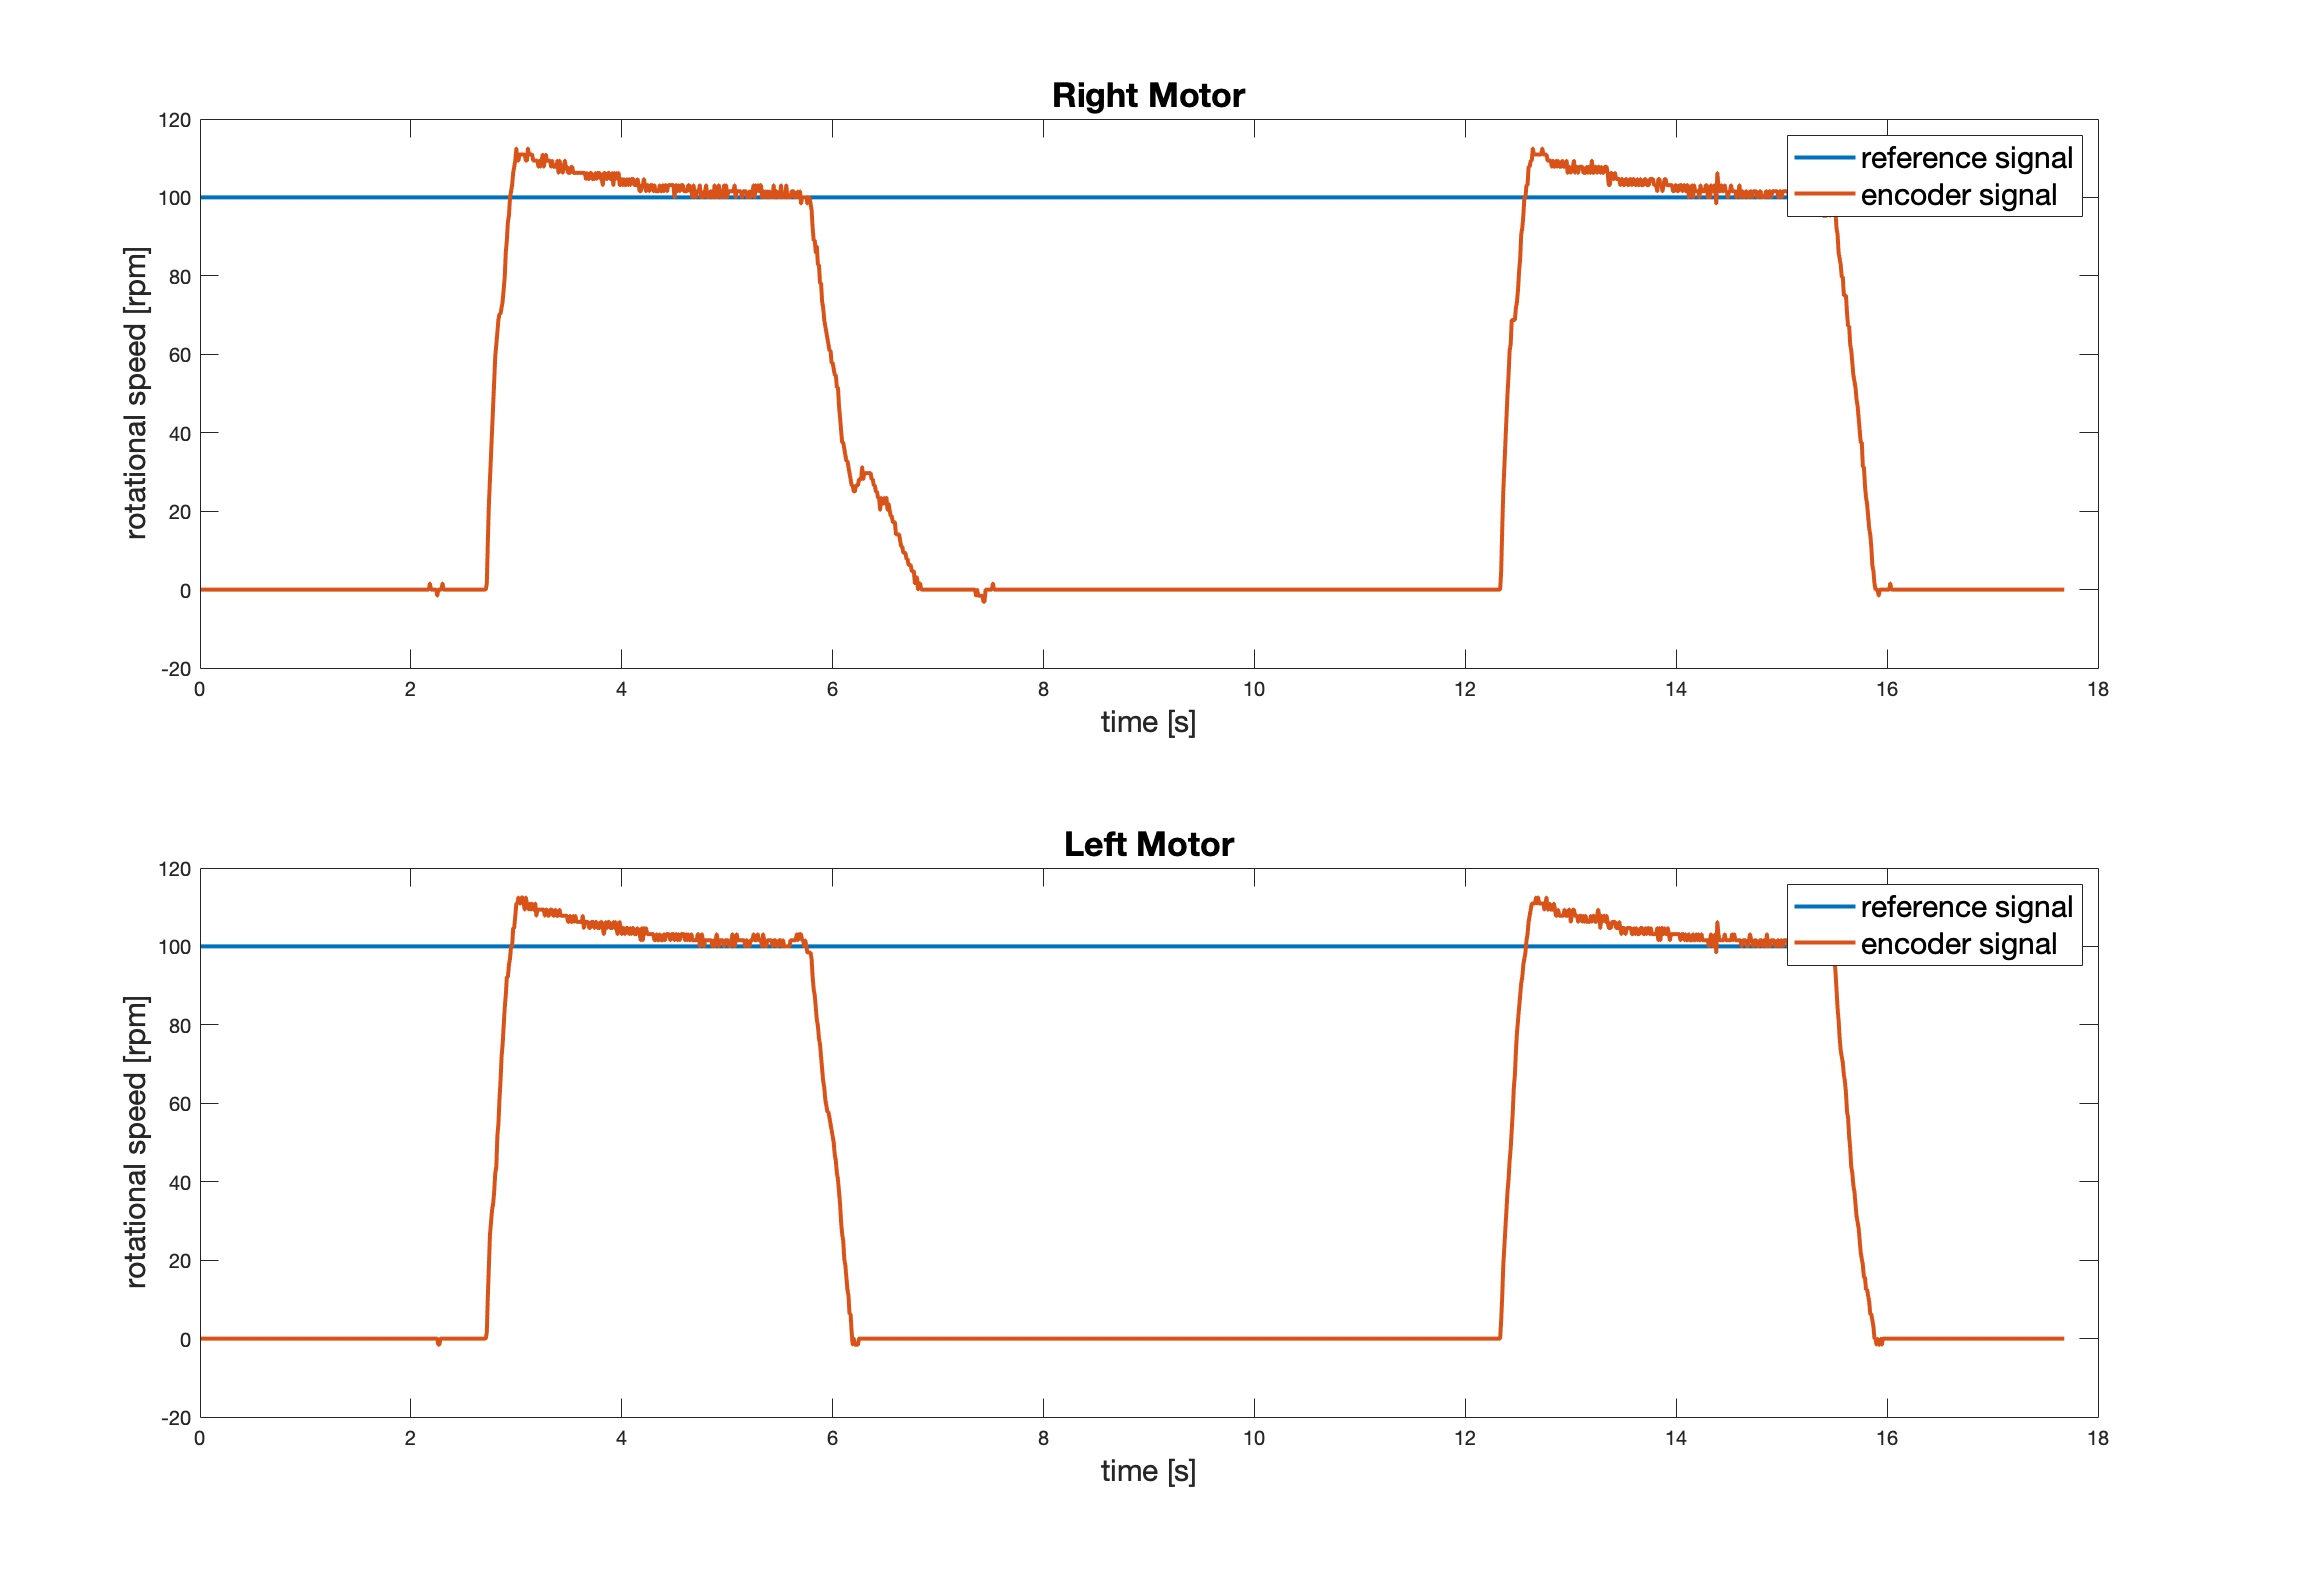 Right Motor
120
100
80
60
40
20
0
-20
rotational speed [rpm]
reference signal
encoder signal
0 2 4 6 8 10 12 14 16 18
time [s]
Left Motor
120
100
80
60
40
20
0
-20
rotational speed [rpm]
reference signal
encoder signal
0 2 4 6 8 10 12 14 16 18
time [s]